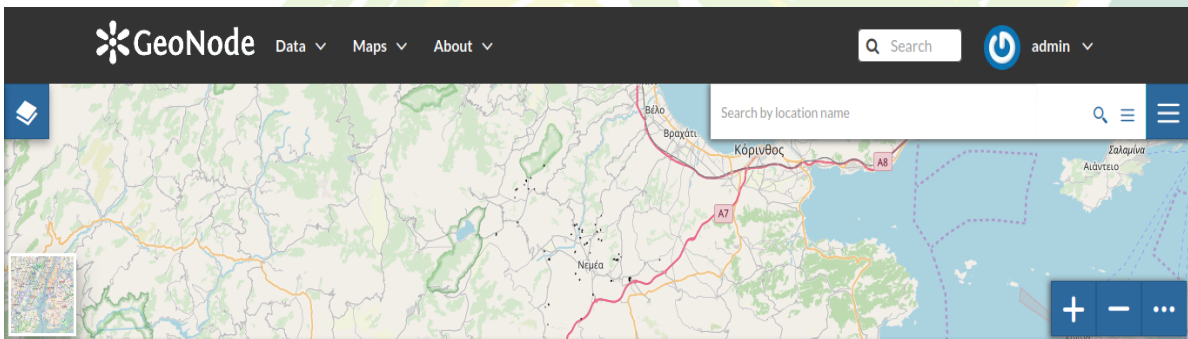 GeoNode Data Maps About Search admin
Search by location name
Βέλο
Βραχάτι
Κόρινθος
A8
Σαλαμίνα
Αιάντειο
A7
Νεμέα